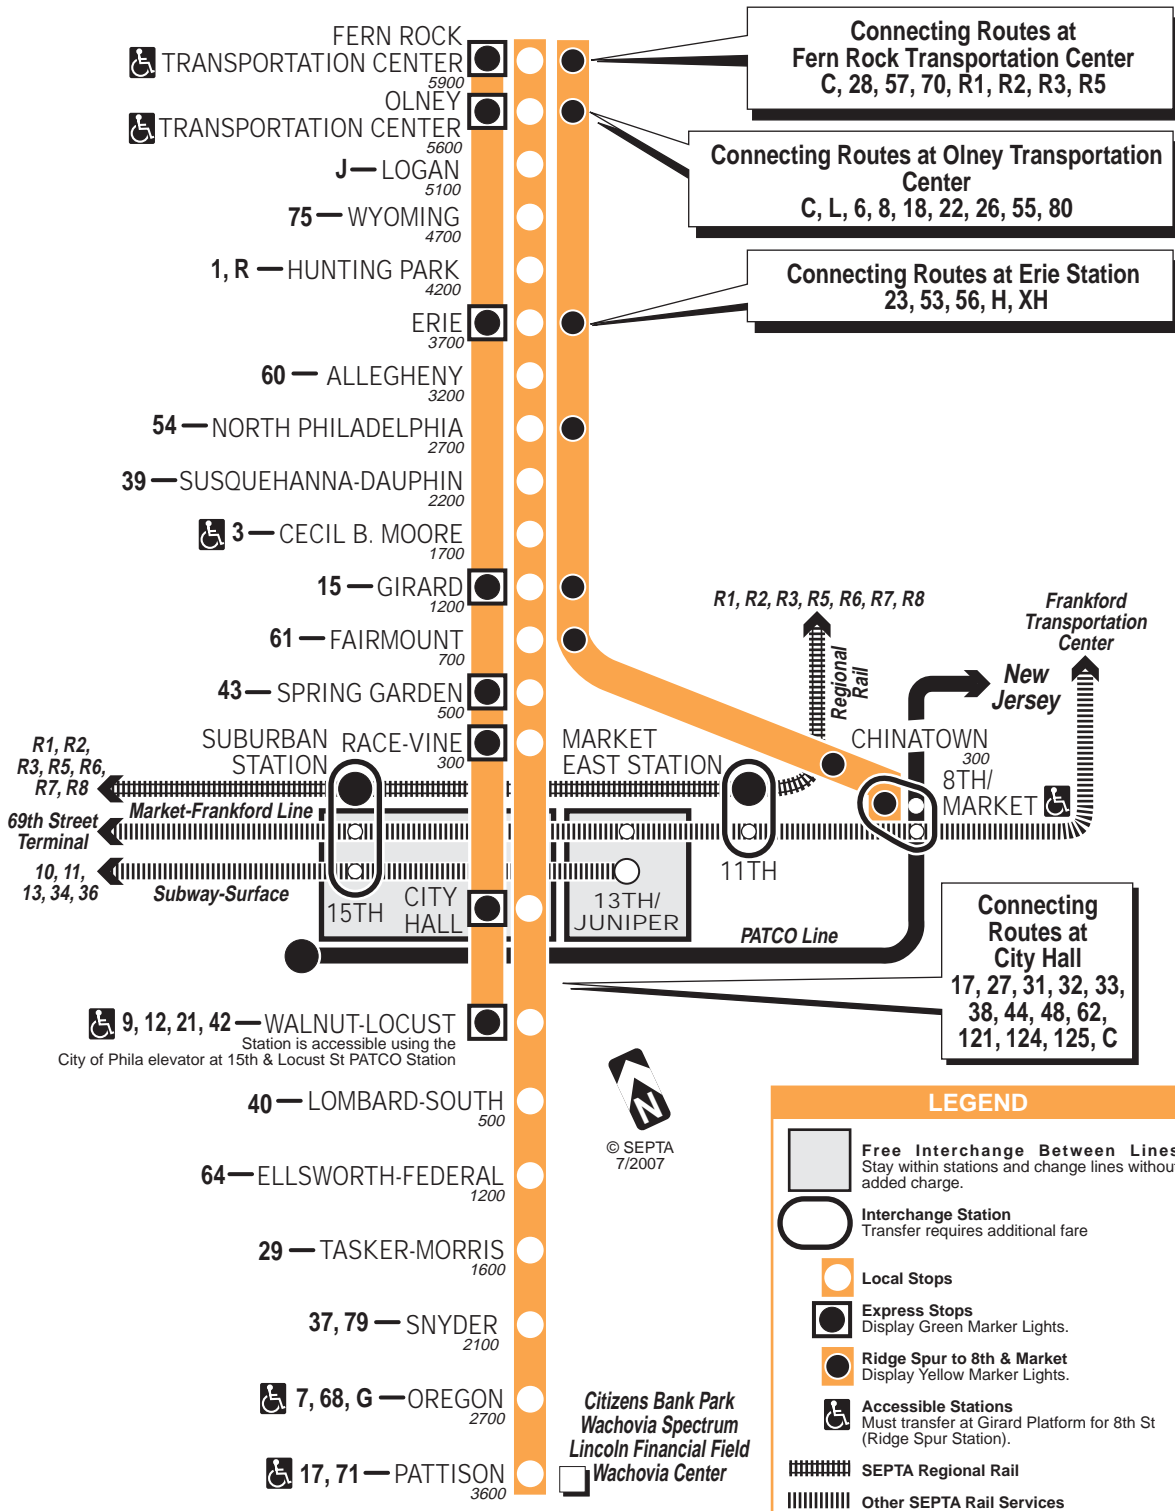 FERN ROCK
TRANSPORTATION CENTER
5900
OLNEY
TRANSPORTATION CENTER
5600
J — LOGAN
5100
75 — WYOMING
4700
1, R — HUNTING PARK
4200
ERIE
3700
60 — ALLEGHENY
3200
54 — NORTH PHILADELPHIA
2700
39 — SUSQUEHANNA-DAUPHIN
2200
3 — CECIL B. MOORE
1700
15 — GIRARD
1200
61 — FAIRMOUNT
700
43 — SPRING GARDEN
500
RACE-VINE
300
SUBURBAN
STATION
MARKET
EAST STATION
CHINATOWN
300
8TH/
MARKET
Connecting Routes at
Fern Rock Transportation Center
C, 28, 57, 70, R1, R2, R3, R5
Connecting Routes at Olney Transportation
Center
C, L, 6, 8, 18, 22, 26, 55, 80
Connecting Routes at Erie Station
23, 53, 56, H, XH
R1, R2, R3, R5, R6, R7, R8
Regional
Rail
Frankford
Transportation
Center
New
Jersey
R1, R2,
R3, R5, R6,
R7, R8
Market-Frankford Line
69th Street
Terminal
10, 11,
13, 34, 36
Subway-Surface
15TH
CITY
HALL
13TH/
JUNIPER
11TH
PATCO Line
Connecting
Routes at
City Hall
17, 27, 31, 32, 33,
38, 44, 48, 62,
121, 124, 125, C
9, 12, 21, 42 — WALNUT-LOCUST
Station is accessible using the
City of Phila elevator at 15th & Locust St PATCO Station
40 — LOMBARD-SOUTH
500
64 — ELLSWORTH-FEDERAL
1200
29 — TASKER-MORRIS
1600
37, 79 — SNYDER
2100
7, 68, G — OREGON
2700
17, 71 — PATTISON
3600
N
© SEPTA
7/2007
Citizens Bank Park
Wachovia Spectrum
Lincoln Financial Field
Wachovia Center
LEGEND
Free Interchange Between Lines
Stay within stations and change lines without
added charge.
Interchange Station
Transfer requires additional fare
Local Stops
Express Stops
Display Green Marker Lights.
Ridge Spur to 8th & Market
Display Yellow Marker Lights.
Accessible Stations
Must transfer at Girard Platform for 8th St
(Ridge Spur Station).
SEPTA Regional Rail
Other SEPTA Rail Services